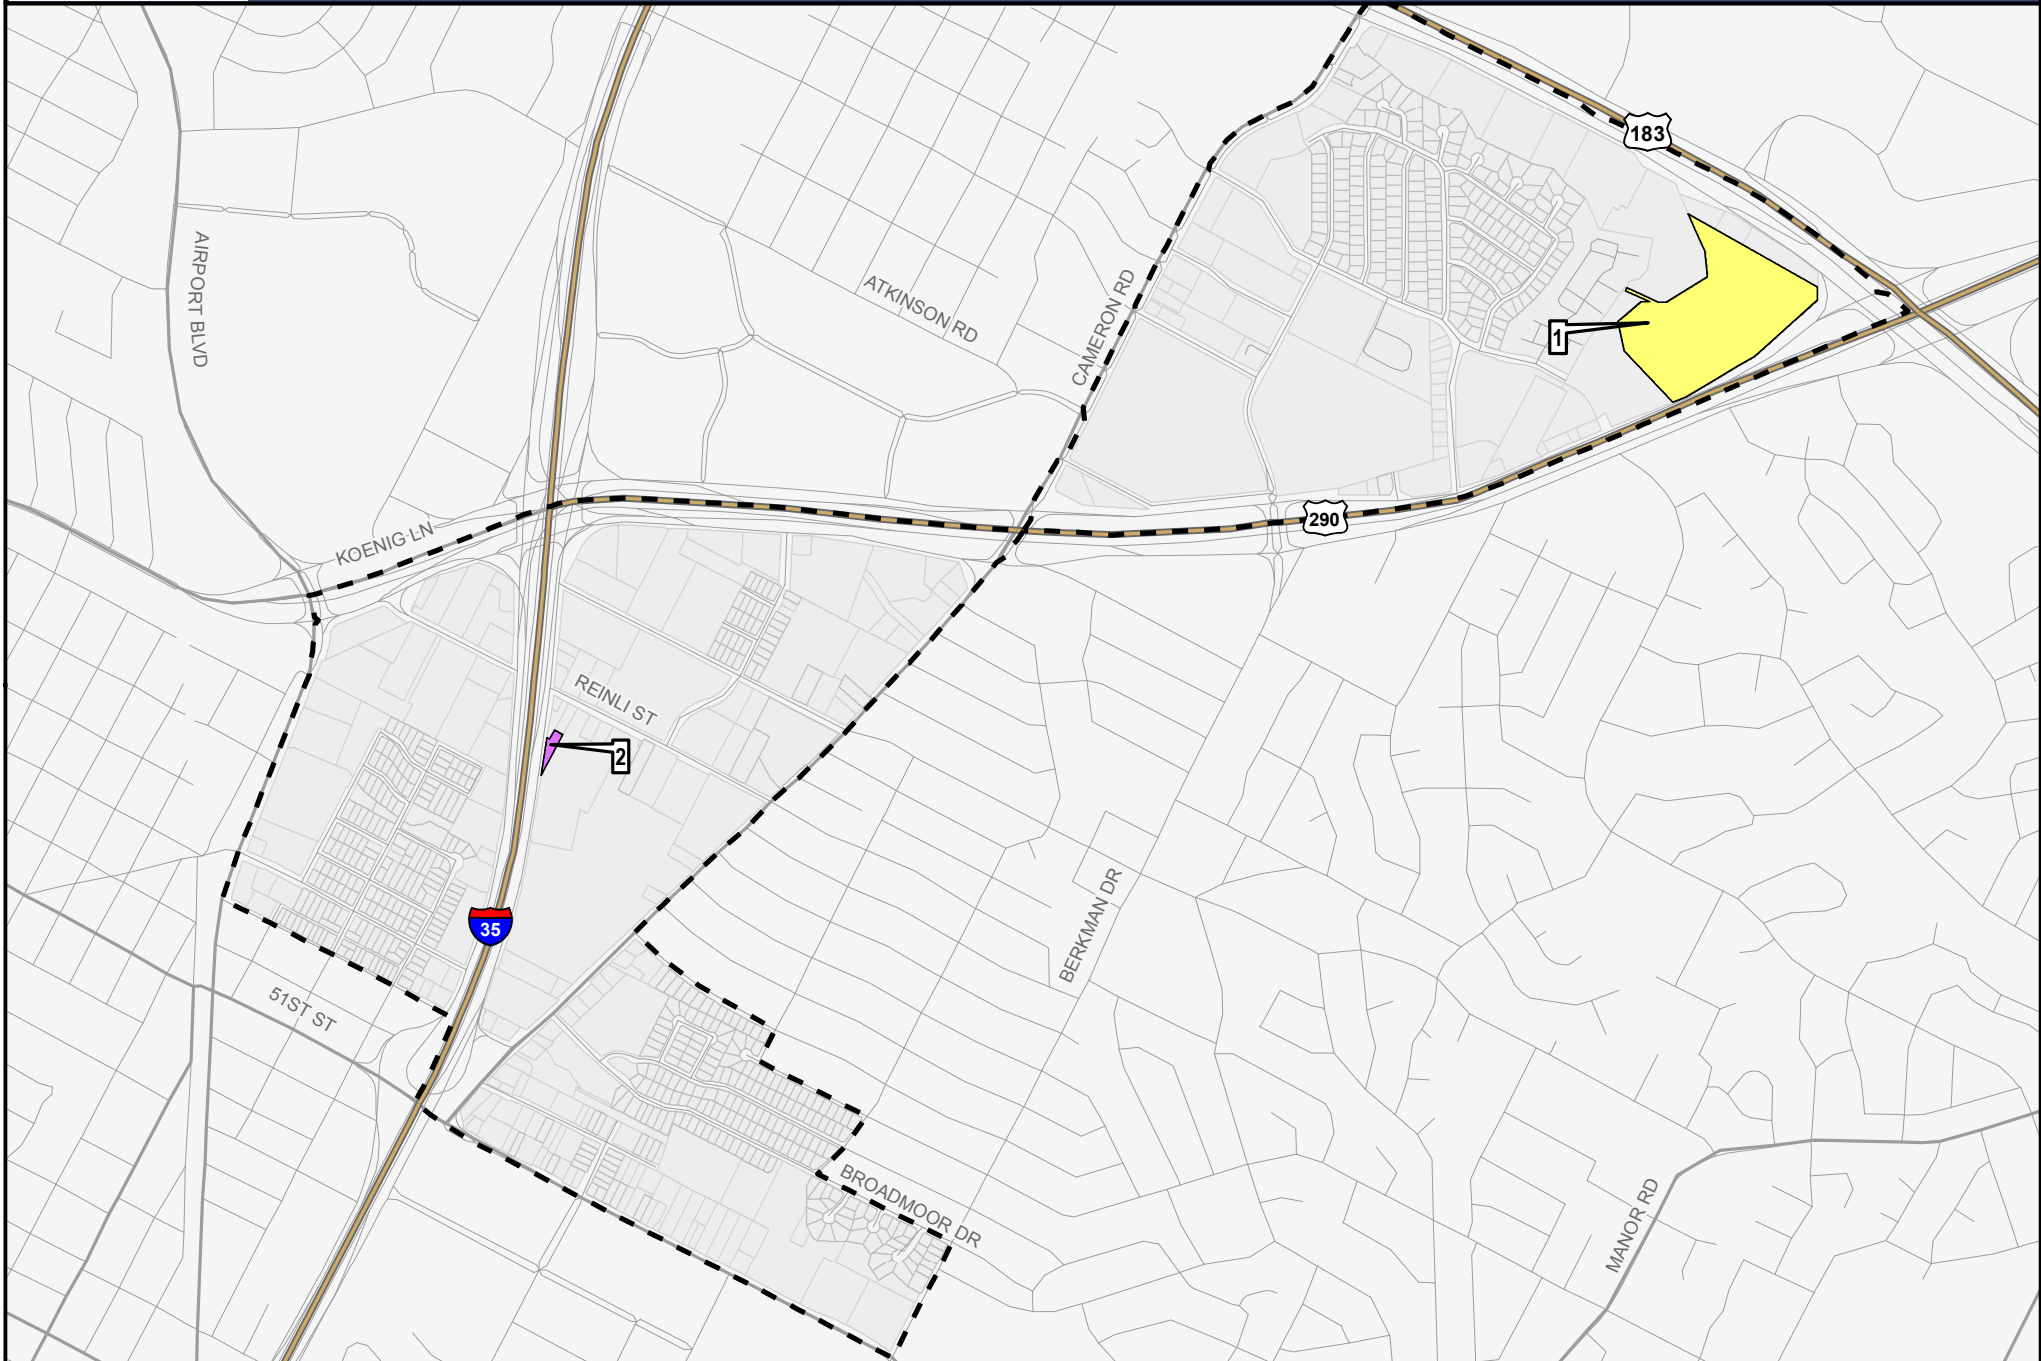 183
AIRPORT BLVD
ATKINSON RD
CAMERON RD
1
290
KOENIG LN
REINLI ST
2
35
BERKMAN DR
51ST ST
BROADMOOR DR
MANOR RD